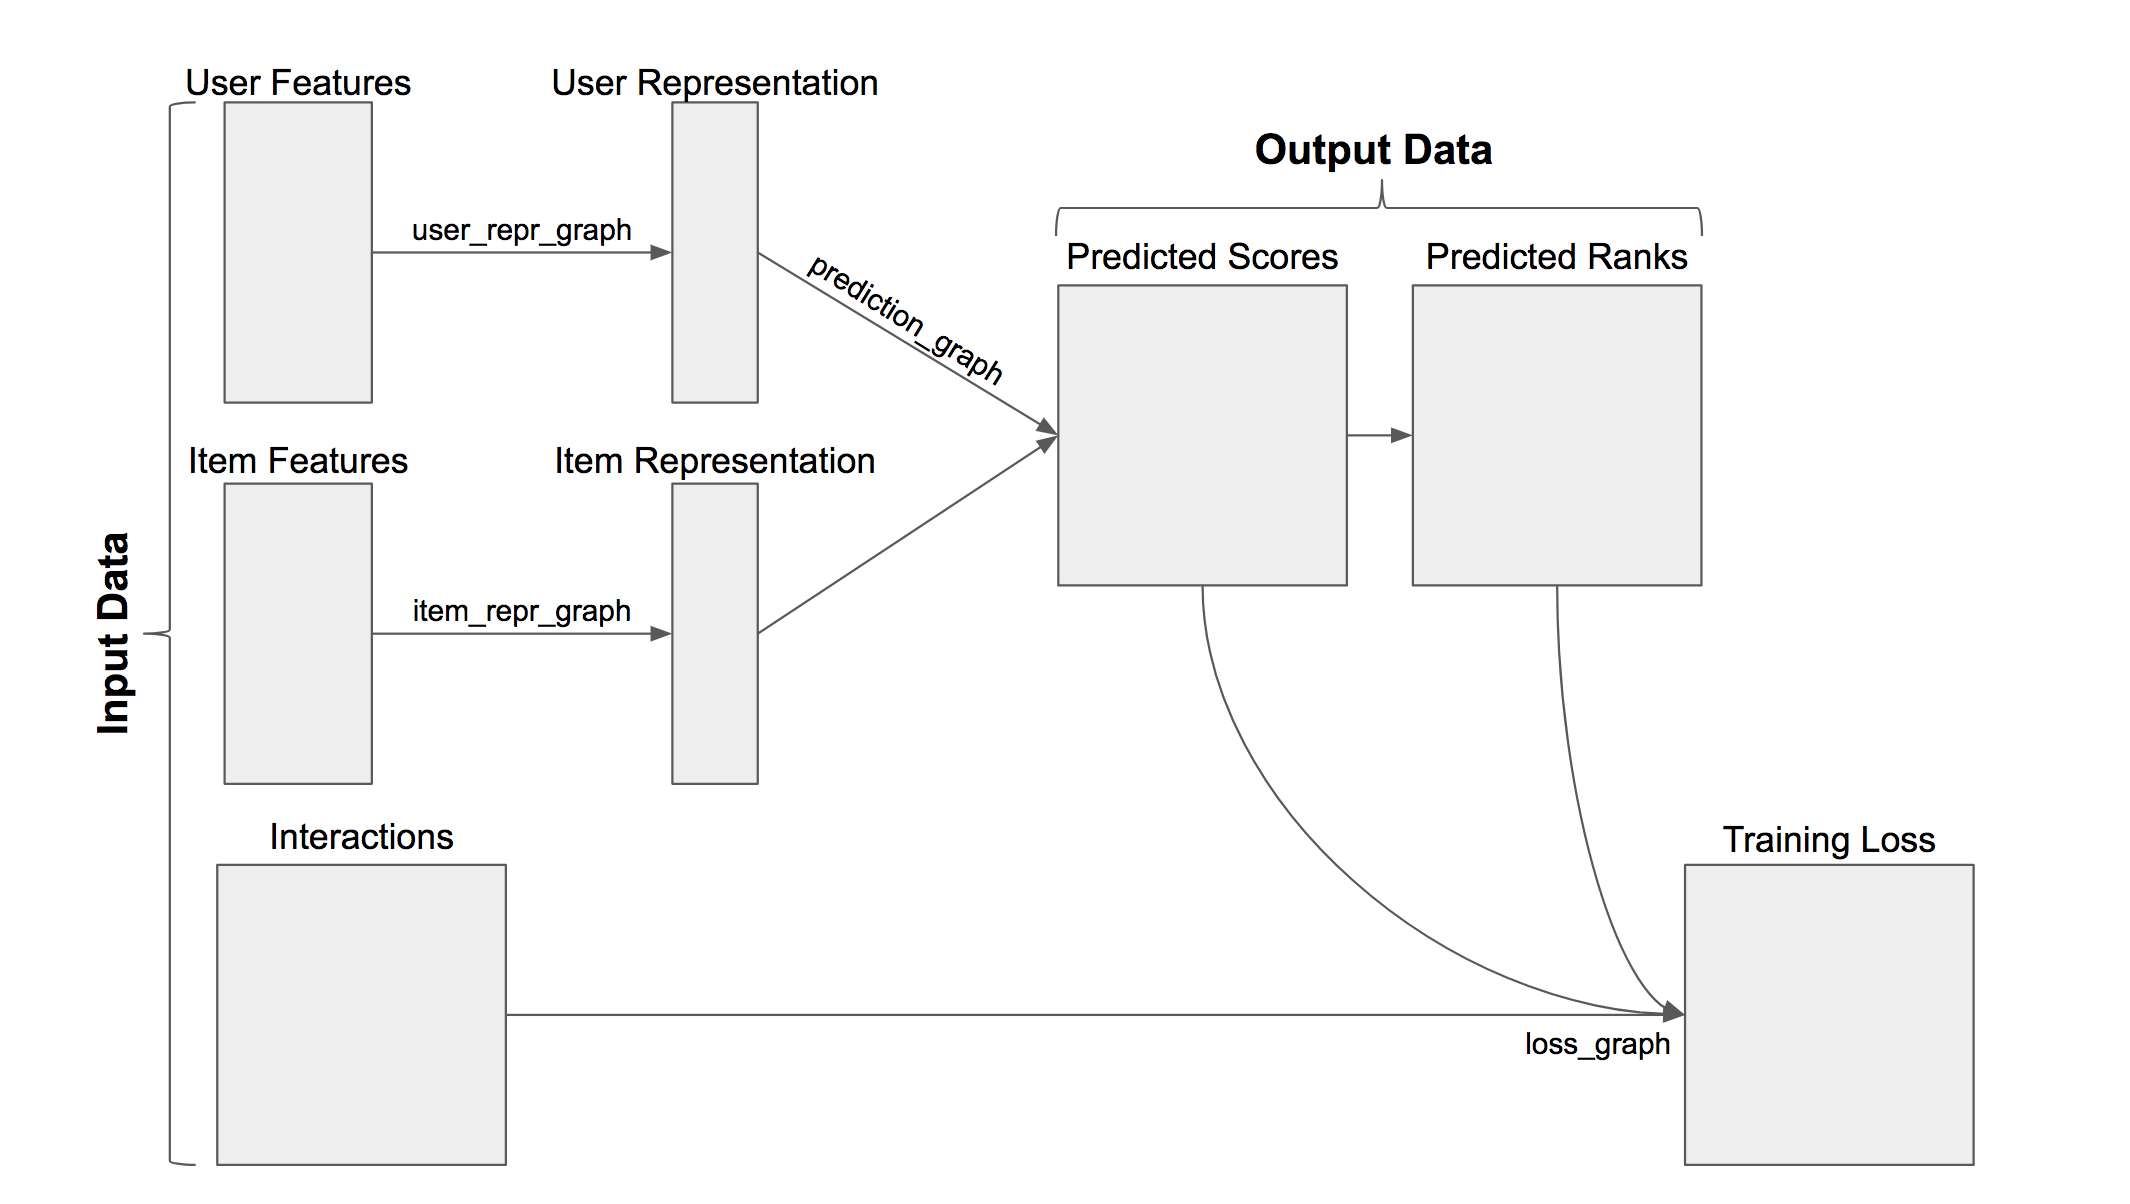 User Features
User Representation
Output Data
user_repr_graph
prediction_graph
Predicted Scores
Predicted Ranks
Item Features
Item Representation
Input Data
item_repr_graph
Interactions
Training Loss
loss_graph